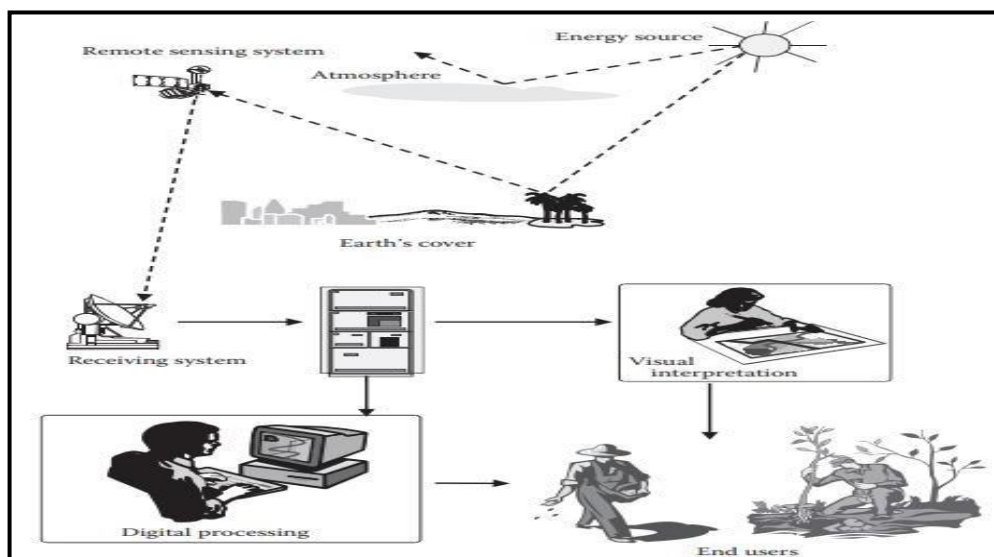 Remote sensing system
Energy source
Atmosphere
Earth's cover
Receiving system
Visual
interpretation
Digital processing
End users